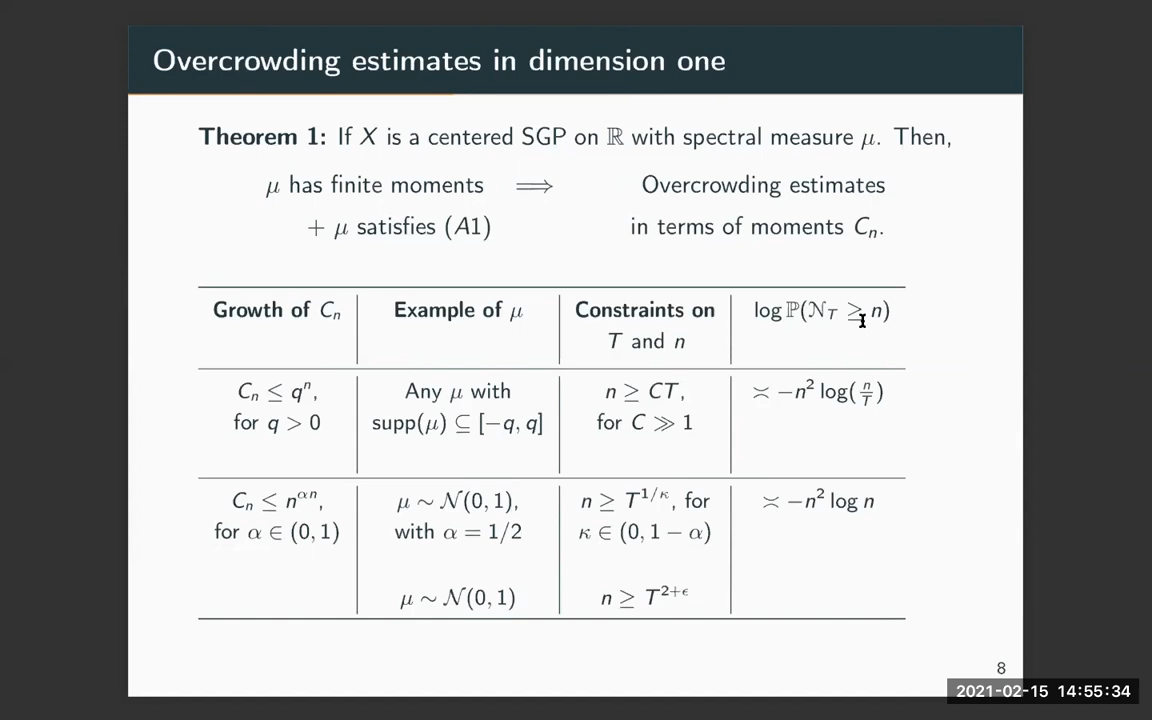 Overcrowding estimates in dimension one
Theorem 1: If X is a centered SGP on ℝ with spectral measure μ. Then,
μ has finite moments ⟹ Overcrowding estimates
+ μ satisfies (A1) in terms of moments Cₙ.
Growth of Cₙ Example of μ Constraints on log ℙ(𝒩_T ≥ n)
T and n
Cₙ ≤ qⁿ, Any μ with n ≥ CT, ≍ −n² log(n/T)
for q > 0 supp(μ) ⊆ [−q, q] for C ≫ 1
Cₙ ≤ n^{αn}, μ ∼ 𝒩(0, 1), n ≥ T^{1/κ}, for ≍ −n² log n
for α ∈ (0, 1) with α = 1/2 κ ∈ (0, 1 − α)
μ ∼ 𝒩(0, 1) n ≥ T^{2+ϵ}
8
2021-02-15 14:55:34